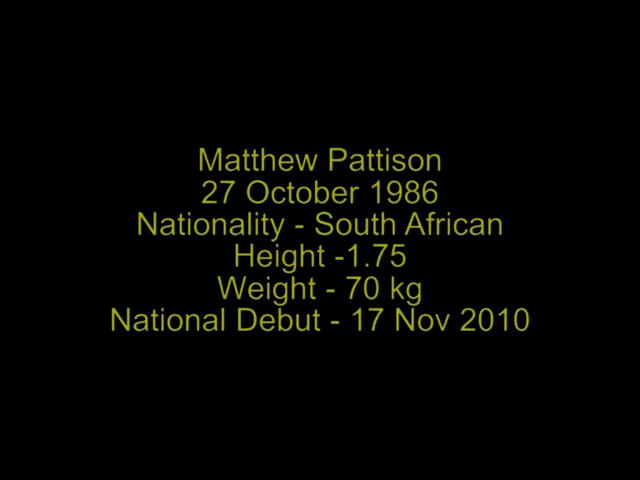 Matthew Pattison
27 October 1986
Nationality - South African
Height -1.75
Weight - 70 kg
National Debut - 17 Nov 2010